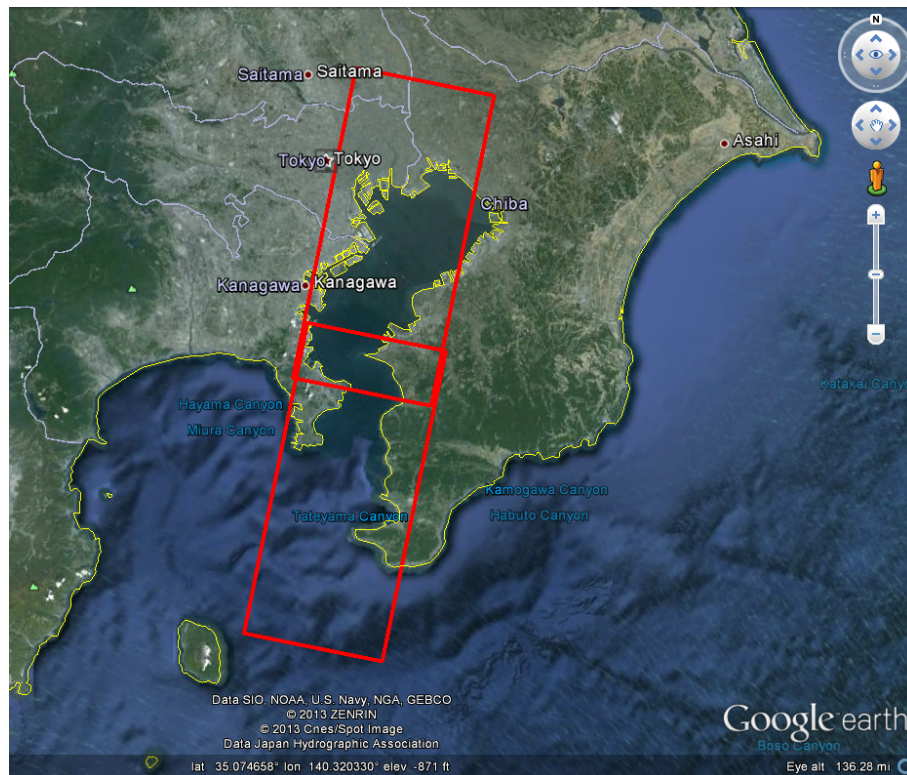 N
Saitama Saitama
Tokyo Tokyo
Asahi
Chiba
Kanagawa Kanagawa
Katakai Canyo
Hayama Canyon
Miura Canyon
Kamogawa Canyon
Tateyama Canyon
Habuto Canyon
Data SIO, NOAA, U.S. Navy, NGA, GEBCO
© 2013 ZENRIN
© 2013 Cnes/Spot Image
Data Japan Hydrographic Association
Google earth
Boso Canyon
lat 35.074658° lon 140.320330° elev -871 ft
Eye alt 136.28 mi